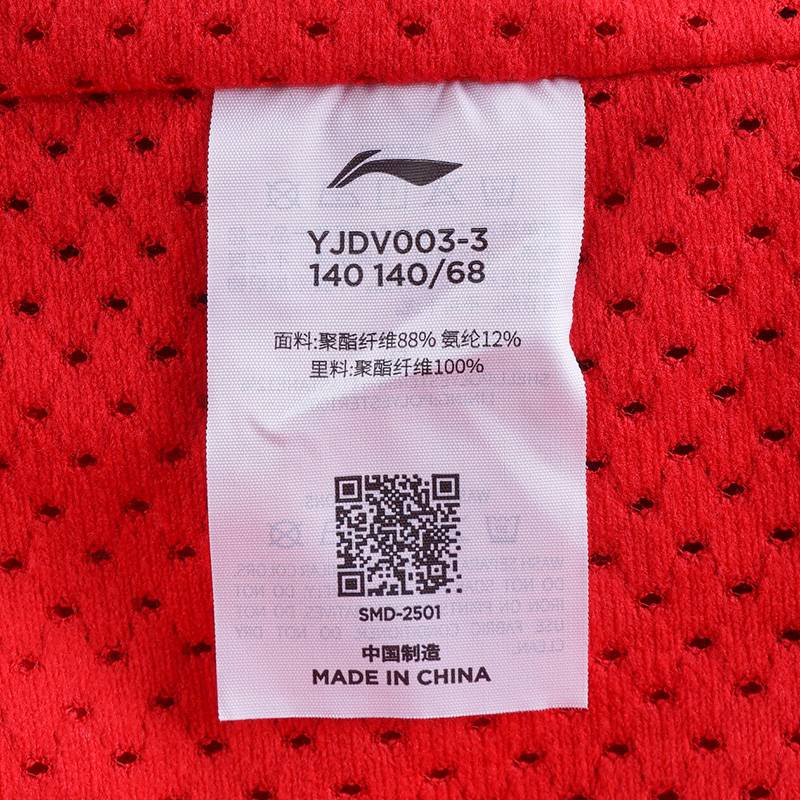 YJDV003-3
140 140/68
面料:聚酯纤维88% 氨纶12%
里料:聚酯纤维100%
SMD-2501
中国制造
MADE IN CHINA